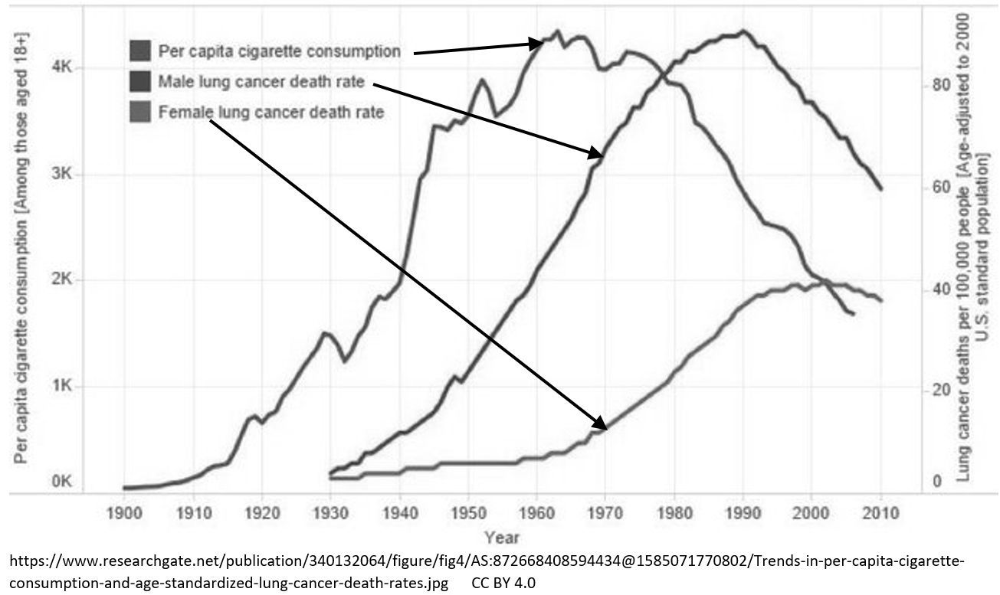 Per capita cigarette consumption [Among those aged 18+]
Per capita cigarette consumption
Male lung cancer death rate
Female lung cancer death rate
4K
3K
2K
1K
0K
80
60
40
20
0
Lung cancer deaths per 100,000 people [Age-adjusted to 2000
U.S. standard population]
1900 1910 1920 1930 1940 1950 1960 1970 1980 1990 2000 2010
Year
https://www.researchgate.net/publication/340132064/figure/fig4/AS:872668408594434@1585071770802/Trends-in-per-capita-cigarette-
consumption-and-age-standardized-lung-cancer-death-rates.jpg CC BY 4.0